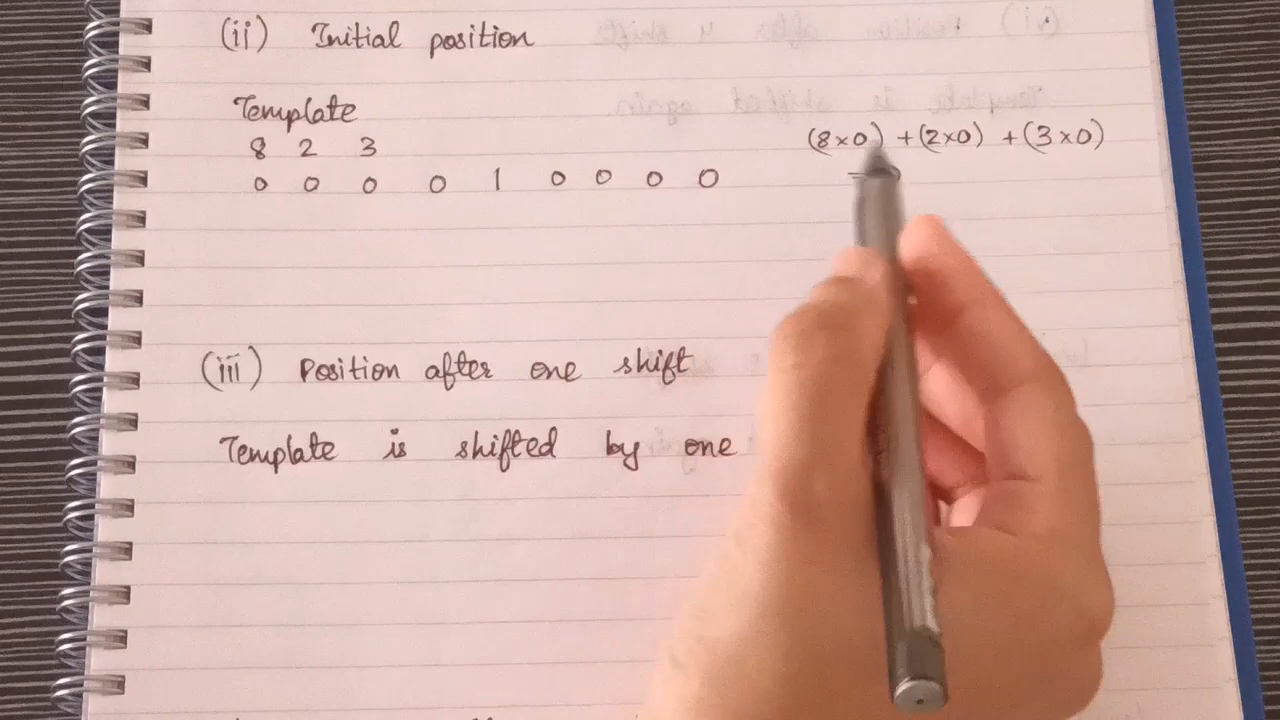 (ii) Initial position
Template
8 2 3
(8×0) + (2×0) + (3×0)
0 0 0 0 1 0 0 0 0
(iii) Position after one shift
Template is shifted by one